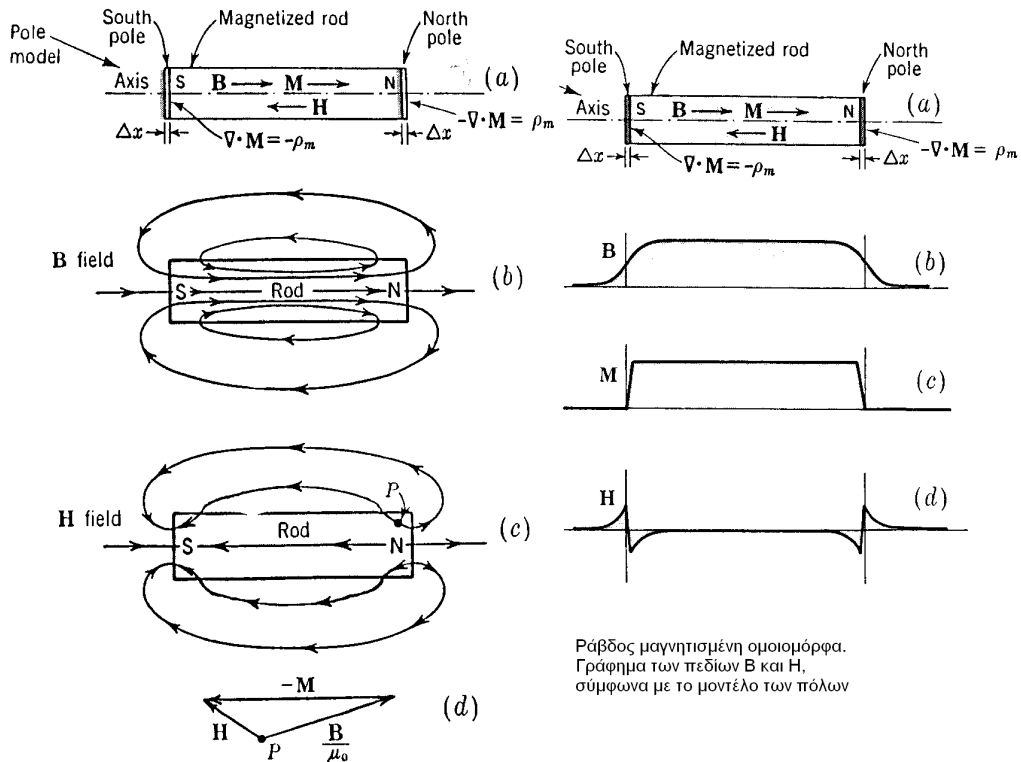 Pole
model
South
pole
Magnetized rod
North
pole
Axis
S
B
M
N
H
(a)
Δx
∇·M = -ρm
Δx
-∇·M = ρm
B field
S
Rod
N
(b)
H field
S
Rod
N
P
(c)
-M
H
P
B
μ0
(d)
South
pole
Magnetized rod
North
pole
Axis
S
B
M
N
H
(a)
Δx
∇·M = -ρm
Δx
-∇·M = ρm
B
(b)
M
(c)
H
(d)
Ράβδος μαγνητισμένη ομοιομόρφα.
Γράφημα των πεδίων Β και Η,
σύμφωνα με το μοντέλο των πόλων